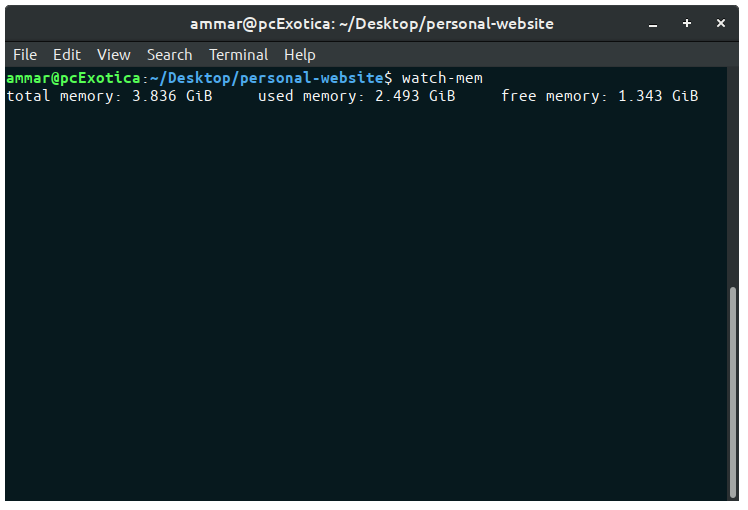 ammar@pcExotica: ~/Desktop/personal-website
File Edit View Search Terminal Help
ammar@pcExotica:~/Desktop/personal-website$ watch-mem
total memory: 3.836 GiB     used memory: 2.493 GiB     free memory: 1.343 GiB